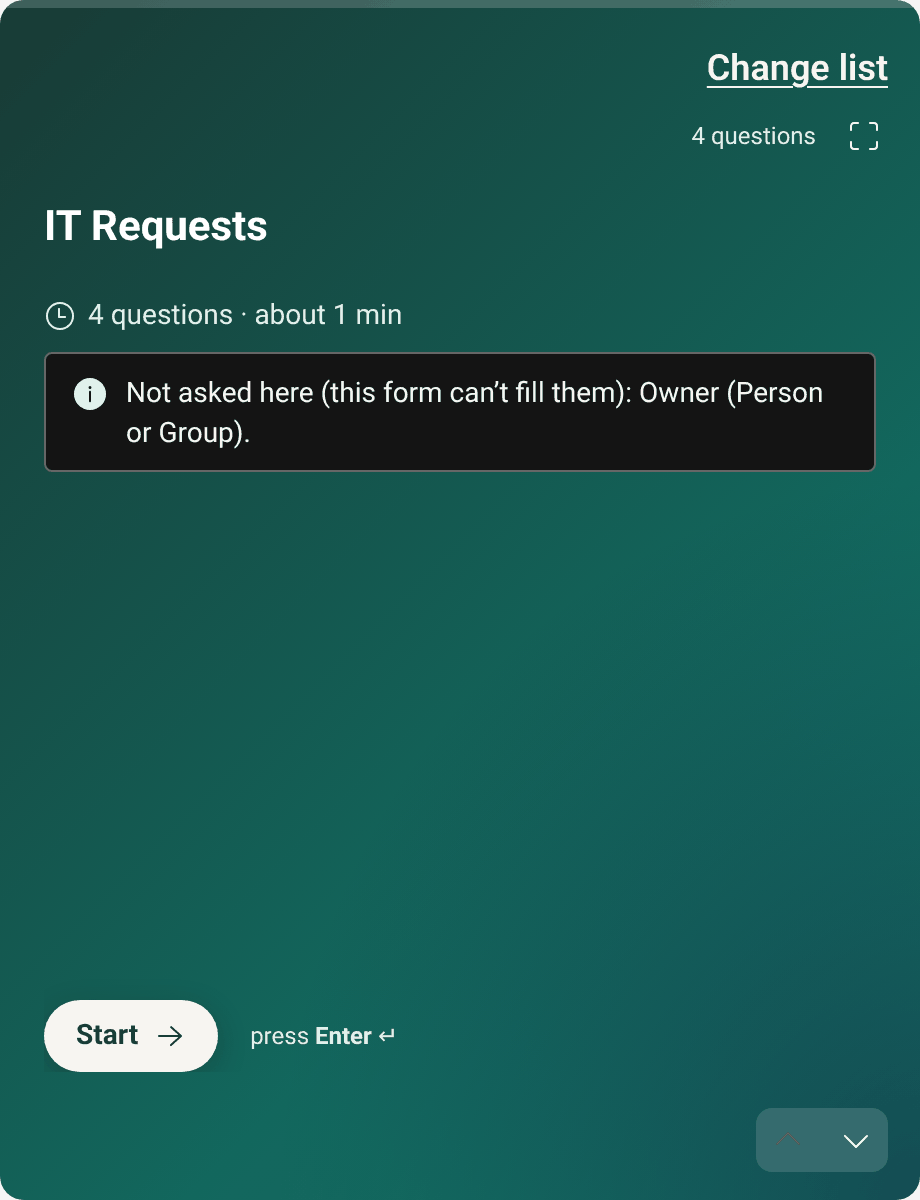 Change list
4 questions
IT Requests
4 questions · about 1 min
Not asked here (this form can’t fill them): Owner (Person
or Group).
Start
press Enter ↵